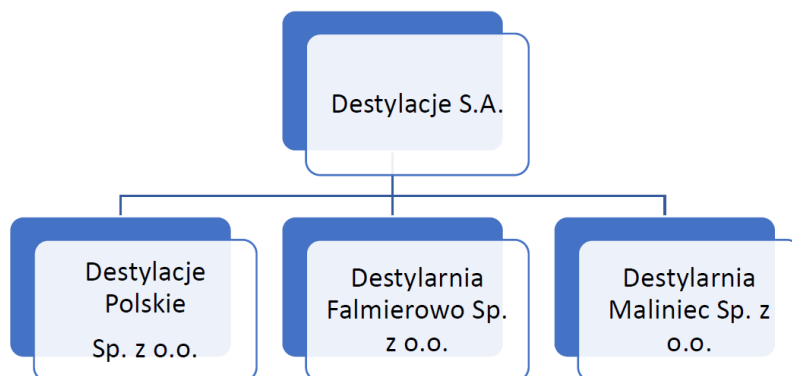 Destylacje S.A.
Destylacje
Polskie
Sp. z o.o.
Destylarnia
Falmierowo Sp.
z o.o.
Destylarnia
Maliniec Sp. z
o.o.